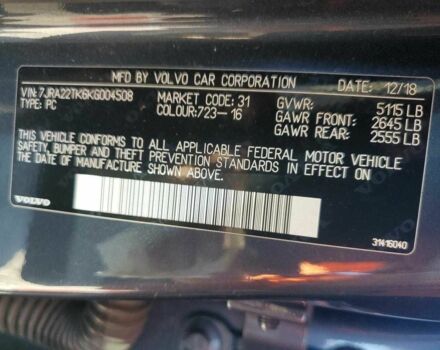 MFD BY VOLVO CAR CORPORATION DATE: 12/18
VIN: 7JRA22TK6KG004508 MARKET CODE: 31 GVWR: 5115 LB
TYPE: PC COLOUR: 723-16 GAWR FRONT: 2645 LB
GAWR REAR: 2555 LB
THIS VEHICLE CONFORMS TO ALL APPLICABLE FEDERAL MOTOR VEHICLE
SAFETY, BUMPER AND THEFT PREVENTION STANDARDS IN EFFECT ON
THE DATE OF MANUFACTURE SHOWN ABOVE.
VOLVO 31416040